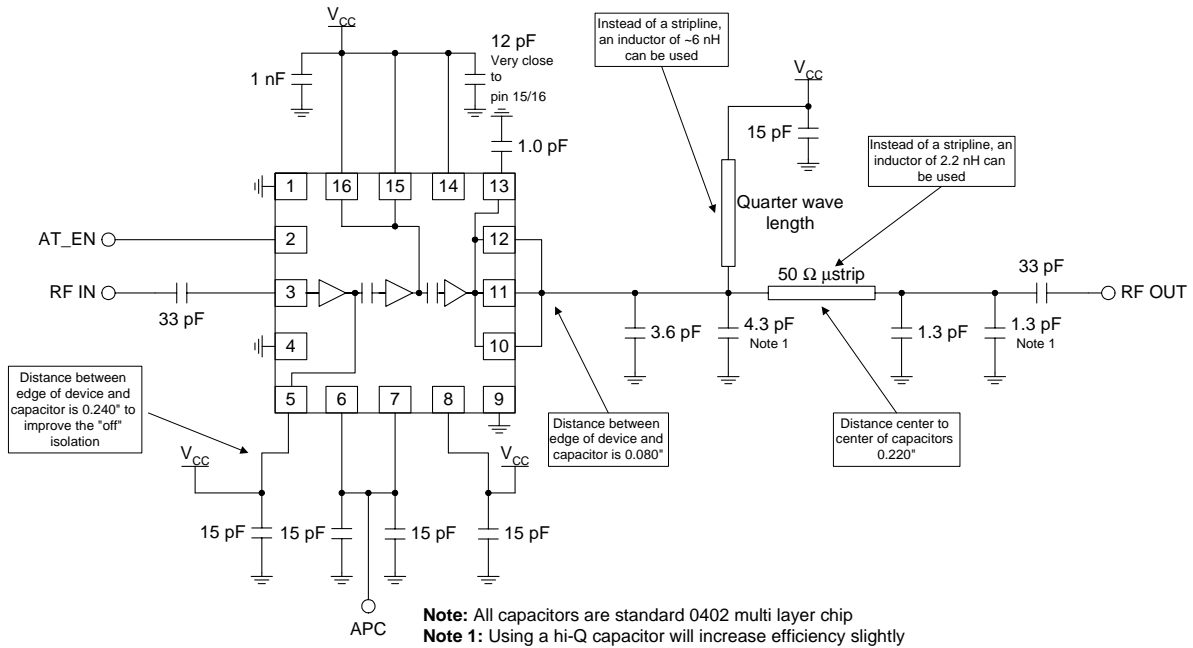 V_CC
12 pF
Very close
to
pin 15/16
1 nF
1.0 pF
Instead of a stripline,
an inductor of ~6 nH
can be used
V_CC
15 pF
Instead of a stripline, an
inductor of 2.2 nH can
be used
Quarter wave
length
1
16
15
14
13
AT_EN
2
12
RF IN
33 pF
3
11
4
10
50 Ω µstrip
33 pF
RF OUT
3.6 pF
4.3 pF
Note 1
1.3 pF
1.3 pF
Note 1
5
6
7
8
9
Distance between
edge of device and
capacitor is 0.240" to
improve the "off"
isolation
Distance between
edge of device and
capacitor is 0.080"
Distance center to
center of capacitors
0.220"
V_CC
V_CC
15 pF
15 pF
15 pF
15 pF
APC
Note: All capacitors are standard 0402 multi layer chip
Note 1: Using a hi-Q capacitor will increase efficiency slightly